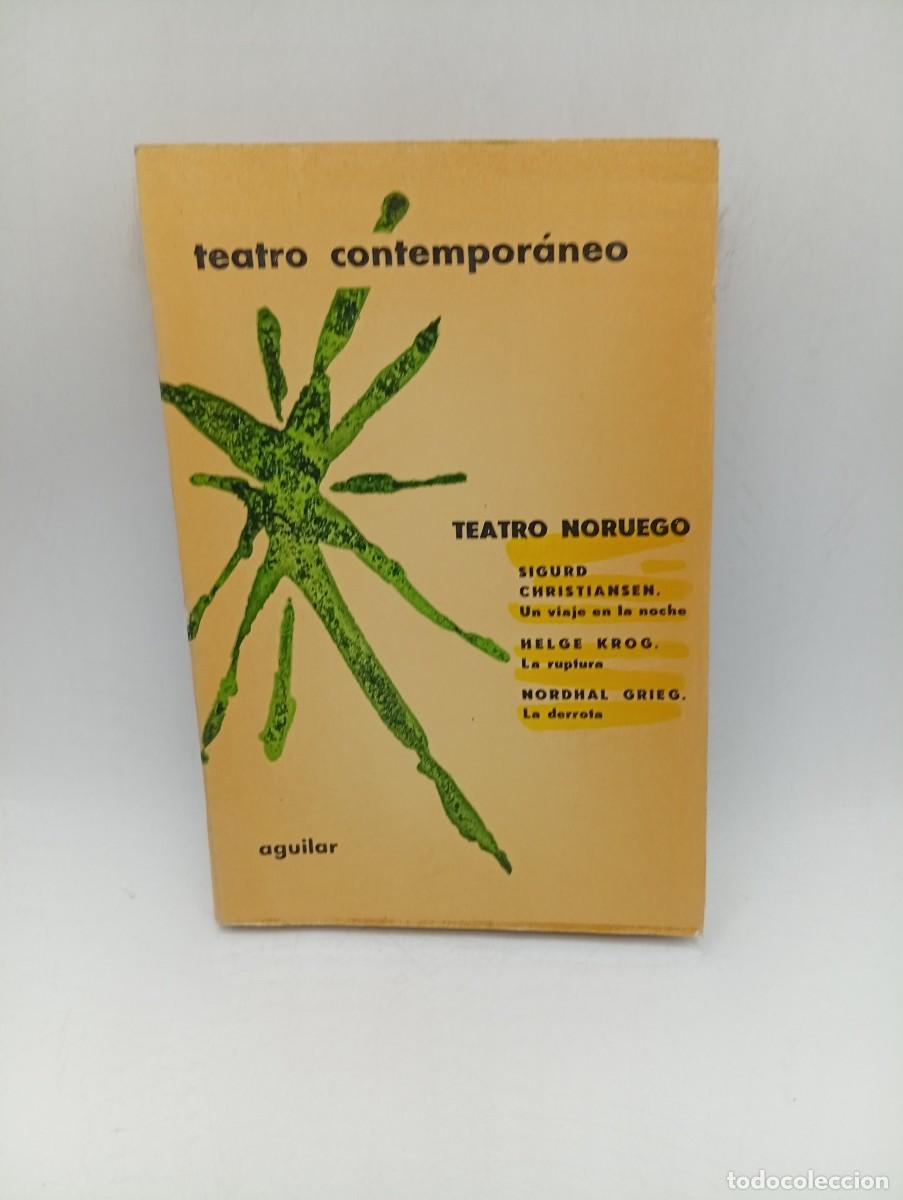 teatro contemporáneo
TEATRO NORUEGO
SIGURD
CHRISTIANSEN.
Un viaje en la noche
HELGE KROG.
La ruptura
NORDHAL GRIEG.
La derrota
aguilar
todocoleccion